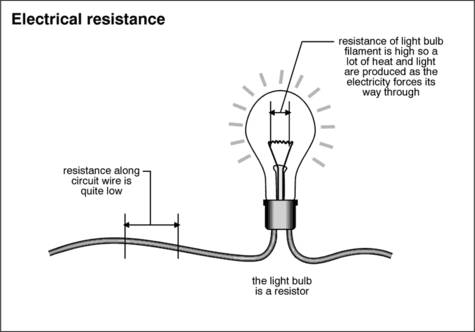 Electrical resistance
resistance of light bulb
filament is high so a
lot of heat and light
are produced as the
electricity forces its
way through
resistance along
circuit wire is
quite low
the light bulb
is a resistor